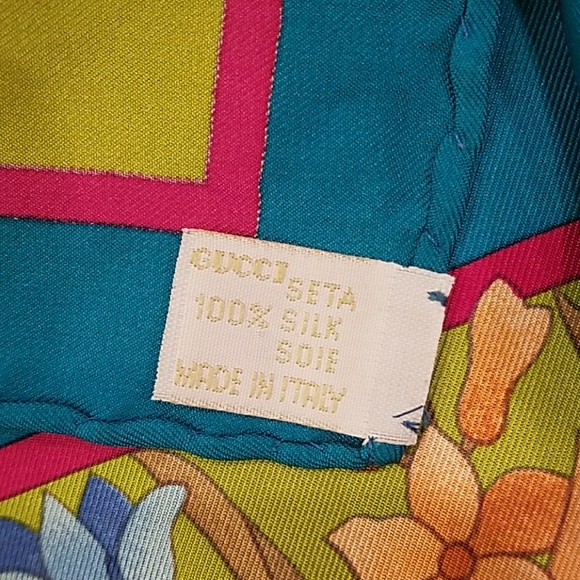 GUCCI
SETA
100% SILK
SOIE
MADE IN ITALY